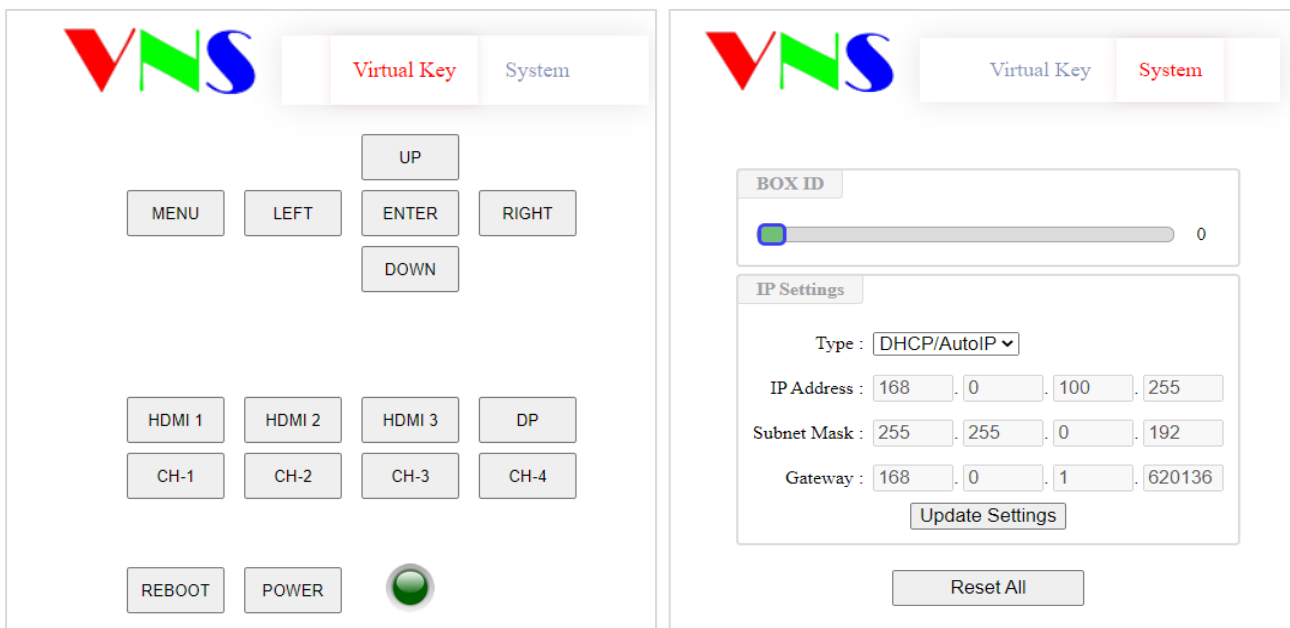 VNS
Virtual Key System
UP
MENU LEFT ENTER RIGHT
DOWN
HDMI 1 HDMI 2 HDMI 3 DP
CH-1 CH-2 CH-3 CH-4
REBOOT POWER
VNS
Virtual Key System
BOX ID
0
IP Settings
Type : DHCP/AutoIP
IP Address : 168 . 0 . 100 . 255
Subnet Mask : 255 . 255 . 0 . 192
Gateway : 168 . 0 . 1 . 620136
Update Settings
Reset All